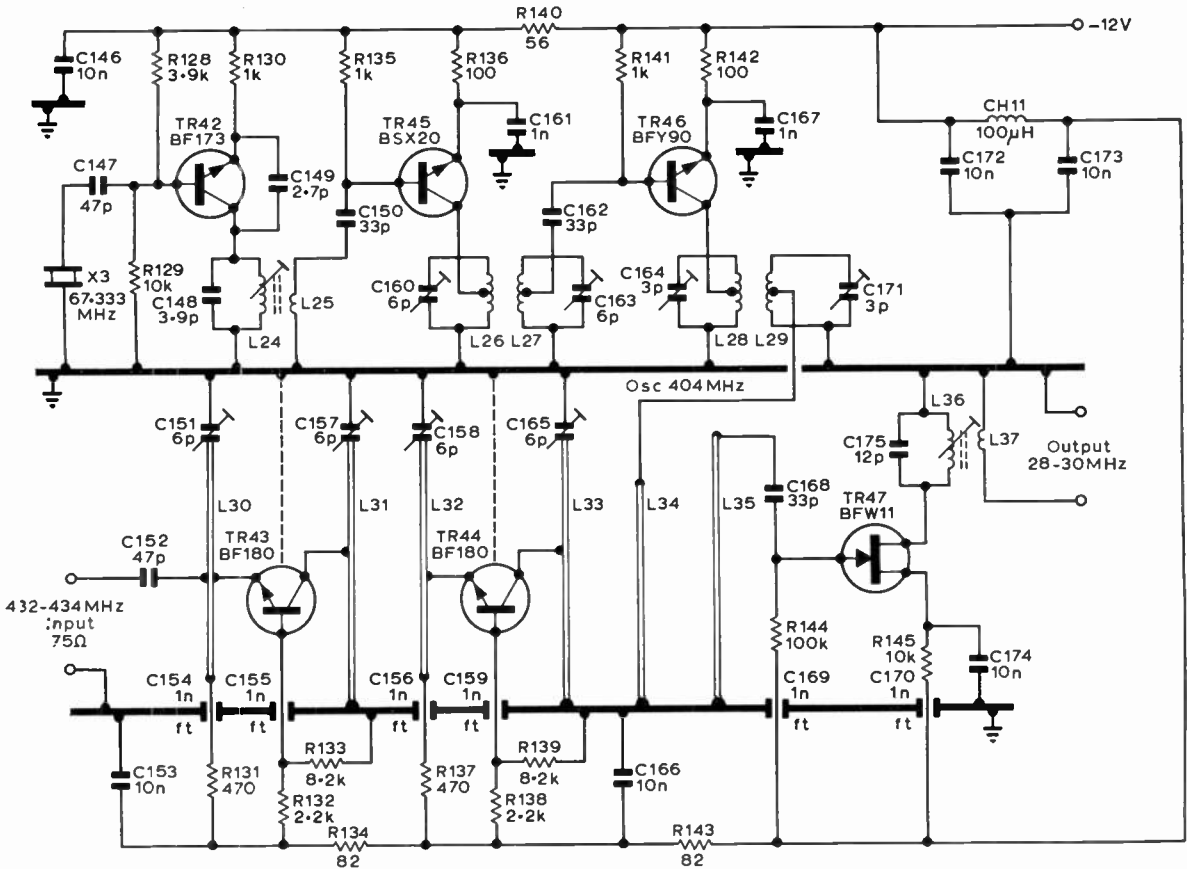 R140
56
-12V
C146
10n
R128
3·9k
R130
1k
R135
1k
R136
100
R141
1k
R142
100
CH11
100μH
TR42
BF173
TR45
BSX20
C161
1n
TR46
BFY90
C167
1n
C172
10n
C173
10n
C147
47p
C149
2·7p
C150
33p
C162
33p
X3
67·333
MHz
R129
10k
C148
3·9p
L25
C160
6p
C163
6p
C164
3p
C171
3p
L24
L26
L27
L28
L29
Osc 404MHz
C151
6p
C157
6p
C158
6p
C165
6p
L36
C175
12p
L37
Output
28-30MHz
L30
L31
L32
L33
L34
L35
C168
33p
TR47
BFW11
C152
47p
TR43
BF180
TR44
BF180
432-434MHz
Input
75Ω
R144
100k
R145
10k
C174
10n
C154
1n
ft
C155
1n
ft
C156
1n
ft
C159
1n
ft
C169
1n
ft
C170
1n
ft
C153
10n
R131
470
R133
8·2k
R132
2·2k
R137
470
R139
8·2k
R138
2·2k
C166
10n
R134
82
R143
82